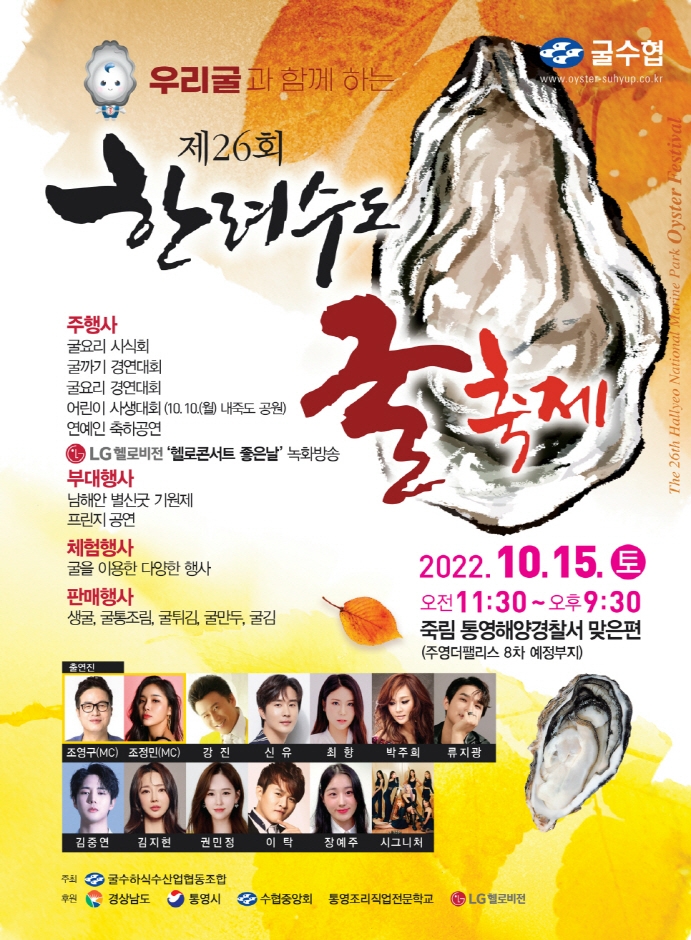 우리굴과 함께 하는
굴수협
www.oyster-suhyup.co.kr
제26회
한려수도
굴축제
The 26th Hallyeo National Marine Park Oyster Festival
주행사
굴요리 시식회
굴까기 경연대회
굴요리 경연대회
어린이 사생대회 (10. 10.(월) 내죽도 공원)
연예인 축하공연
LG헬로비전 '헬로콘서트 좋은날' 녹화방송
부대행사
남해안 별신굿 기원제
프린지 공연
체험행사
굴을 이용한 다양한 행사
판매행사
생굴, 굴통조림, 굴튀김, 굴만두, 굴김
2022. 10. 15. 토
오전 11:30 ~ 오후 9:30
죽림 통영해양경찰서 맞은편
(주영더팰리스 8차 예정부지)
출연진
조영구(MC) 조정민(MC) 강 진 신 유 최 향 박주희 류지광
김중연 김지현 권민정 이 탁 장예주 시그니처
주최 굴수하식수산업협동조합
후원 경상남도 통영시 수협중앙회 통영조리직업전문학교 LG헬로비전